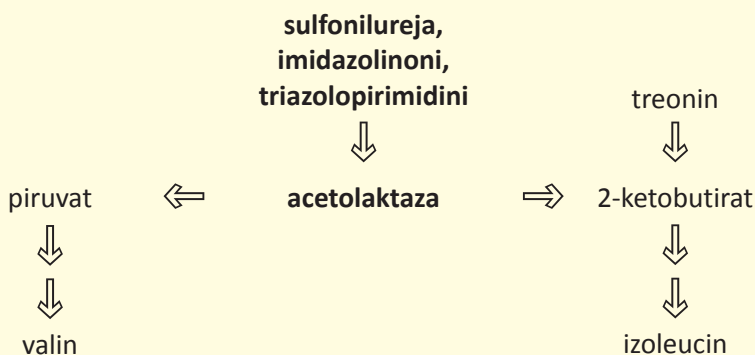 sulfonilureja,
imidazolinoni,
triazolopirimidini
treonin
piruvat
acetolaktaza
2-ketobutirat
valin
izoleucin